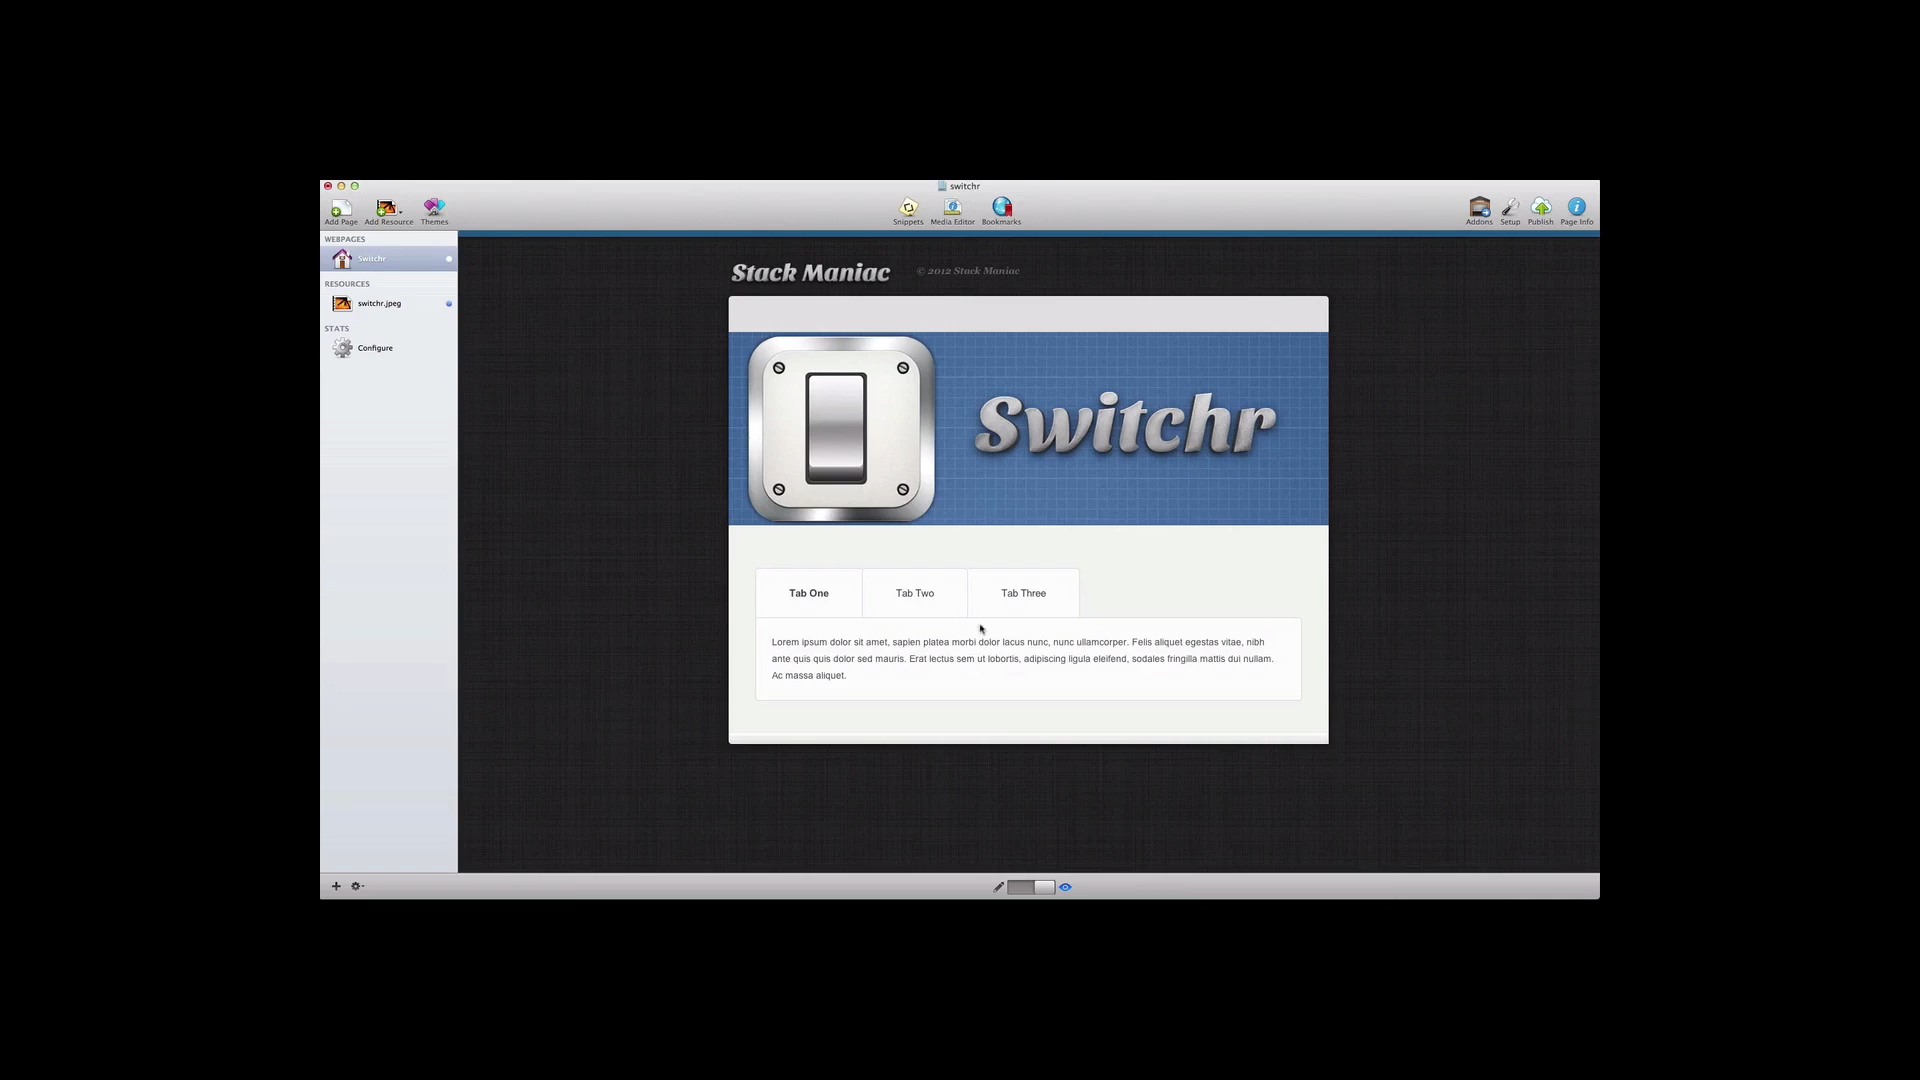 switchr
Add Page
Add Resource
Themes
Snippets
Media Editor
Bookmarks
Addons
Setup
Publish
Page Info
WEBPAGES
Switchr
RESOURCES
switchr.jpeg
STATS
Configure
Stack Maniac
© 2012 Stack Maniac
Switchr
Tab One
Tab Two
Tab Three
Lorem ipsum dolor sit amet, sapien platea morbi dolor lacus nunc, nunc ullamcorper. Felis aliquet egestas vitae, nibh
ante quis quis dolor sed mauris. Erat lectus sem ut lobortis, adipiscing ligula eleifend, sodales fringilla mattis dui nullam.
Ac massa aliquet.